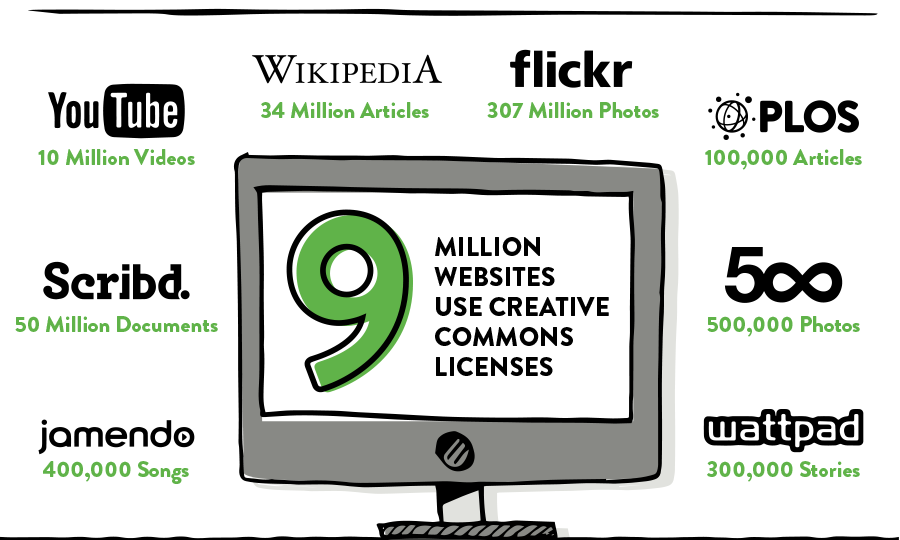 WIKIPEDIA
34 Million Articles
flickr
307 Million Photos
You Tube
10 Million Videos
PLOS
100,000 Articles
9
MILLION
WEBSITES
USE CREATIVE
COMMONS
LICENSES
Scribd.
50 Million Documents
500
500,000 Photos
jamendo
400,000 Songs
wattpad
300,000 Stories